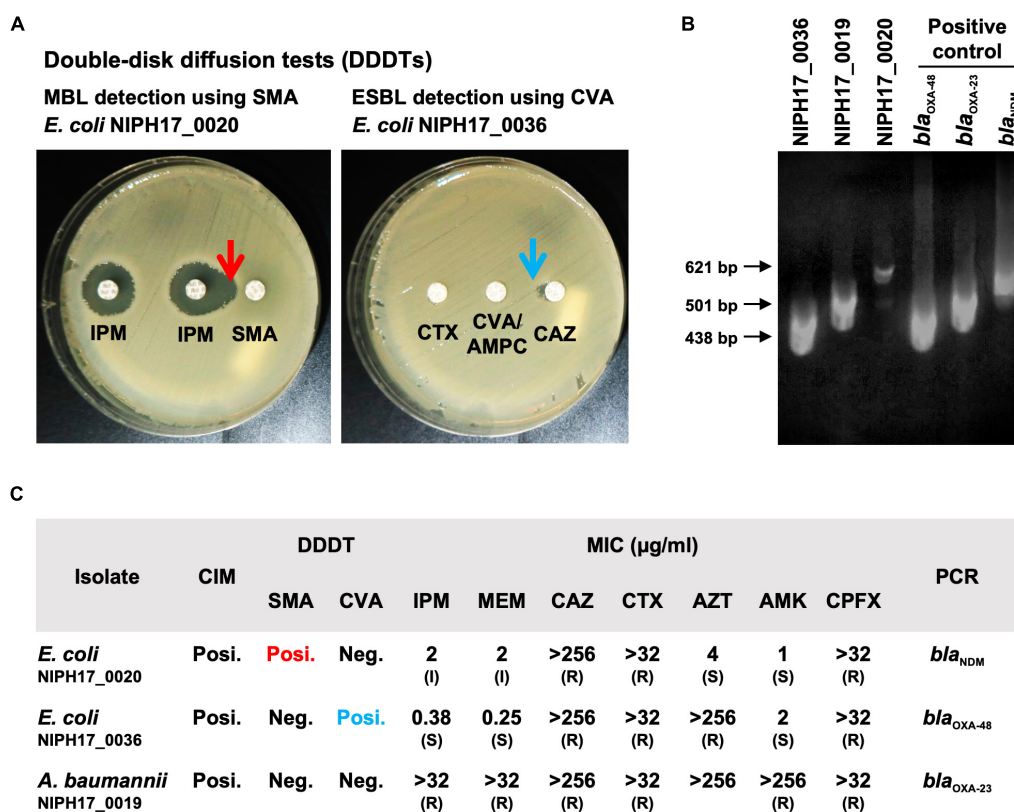 A
Double-disk diffusion tests (DDDTs)
MBL detection using SMA
E. coli NIPH17_0020
ESBL detection using CVA
E. coli NIPH17_0036
IPM
IPM
SMA
CTX
CVA/
AMPC
CAZ
B
NIPH17_0036
NIPH17_0019
NIPH17_0020
Positive
control
blaOXA-48
blaOXA-23
blaNDM
621 bp
501 bp
438 bp
C
Isolate CIM DDDT MIC (µg/ml) PCR
SMA CVA IPM MEM CAZ CTX AZT AMK CPFX
E. coli Posi. Posi. Neg. 2 2 >256 >32 4 1 >32 blaNDM
NIPH17_0020 (I) (I) (R) (R) (S) (S) (R)
E. coli Posi. Neg. Posi. 0.38 0.25 >256 >32 >256 2 >32 blaOXA-48
NIPH17_0036 (S) (S) (R) (R) (R) (S) (R)
A. baumannii Posi. Neg. Neg. >32 >32 >256 >32 >256 >256 >32 blaOXA-23
NIPH17_0019 (R) (R) (R) (R) (R) (R)